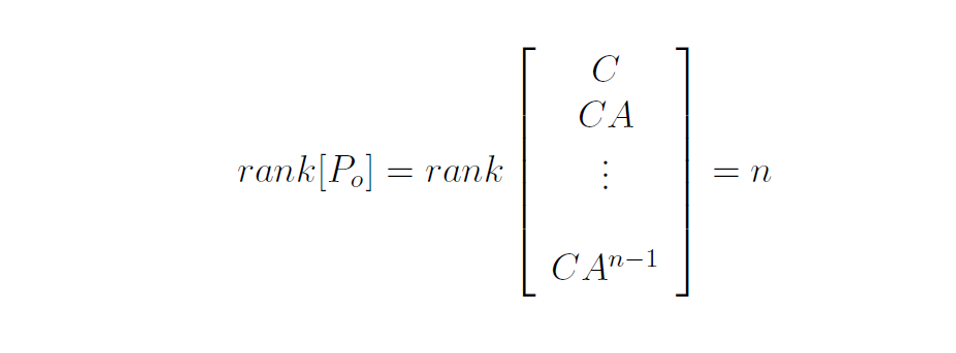 rank[P_o] = rank [ C
CA
⋮
CA^{n−1} ] = n